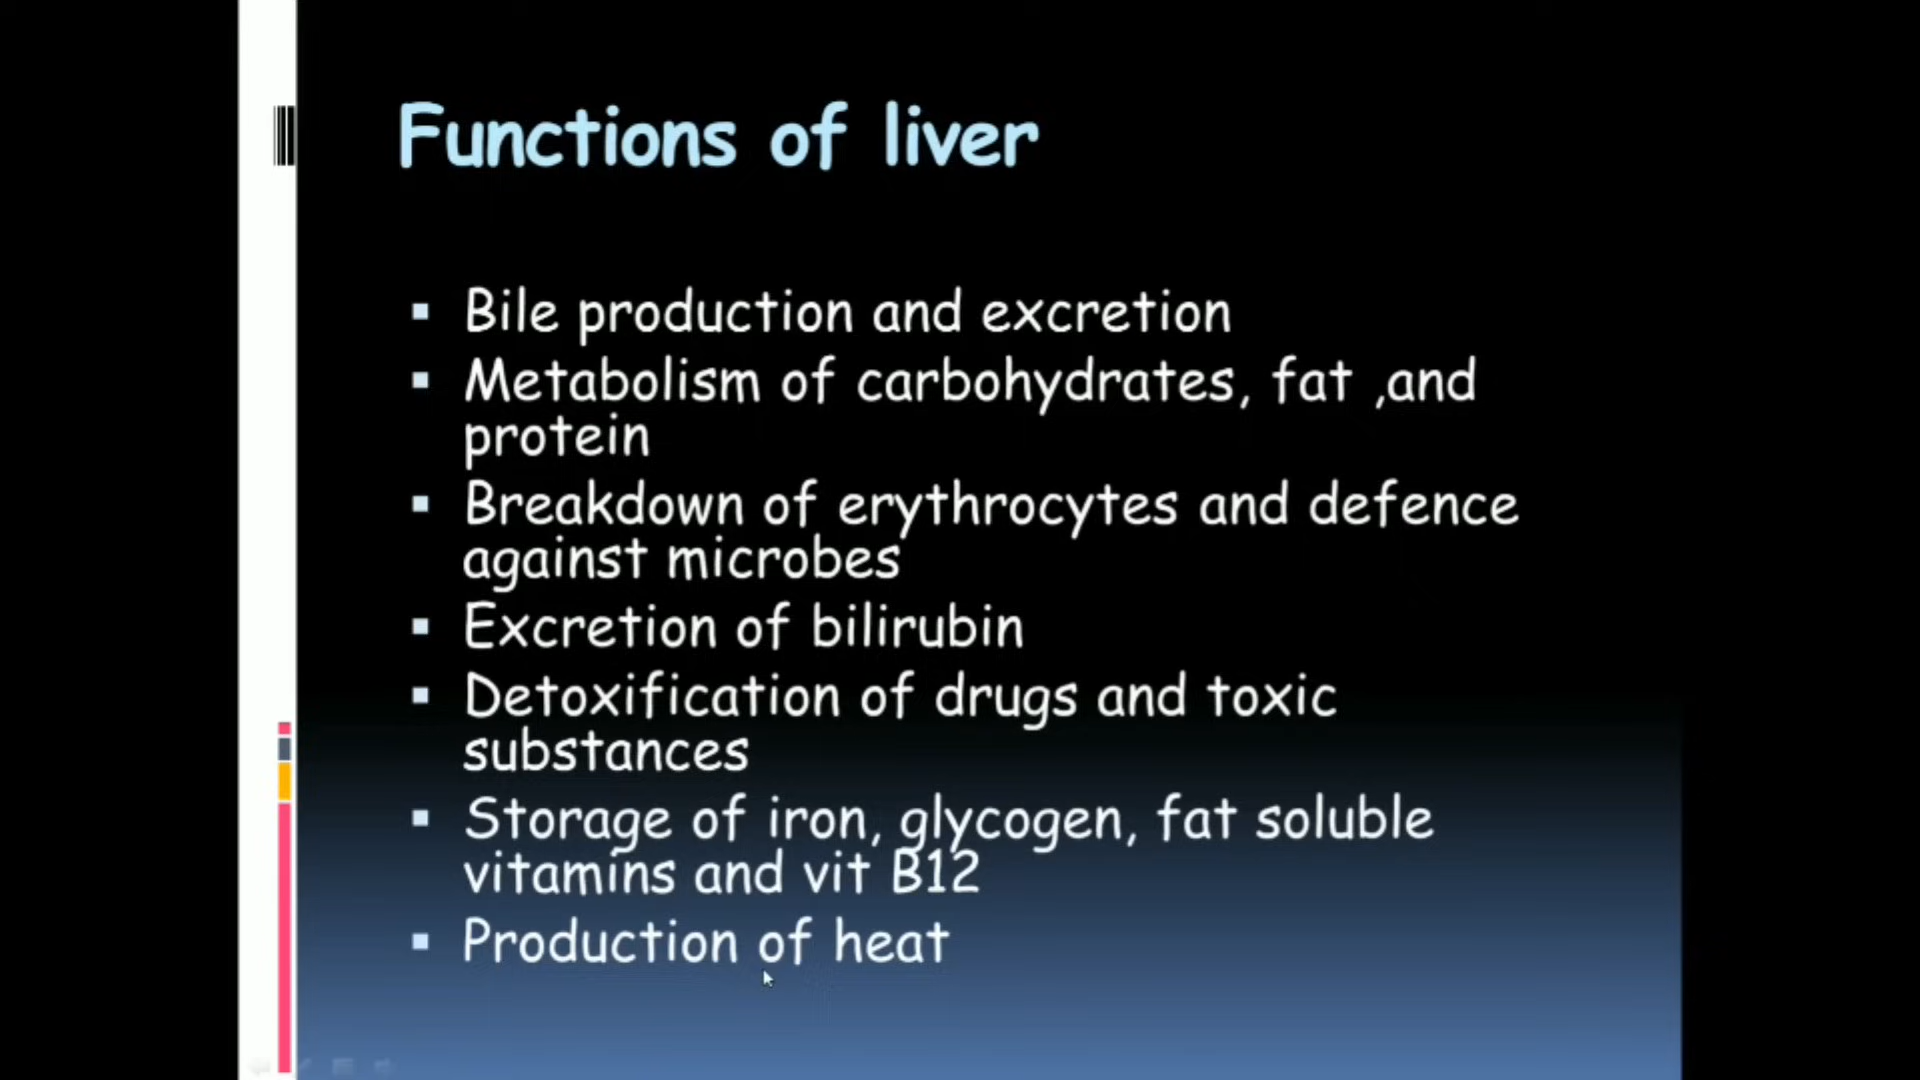 Functions of liver
▪ Bile production and excretion
▪ Metabolism of carbohydrates, fat ,and
protein
▪ Breakdown of erythrocytes and defence
against microbes
▪ Excretion of bilirubin
▪ Detoxification of drugs and toxic
substances
▪ Storage of iron, glycogen, fat soluble
vitamins and vit B12
▪ Production of heat